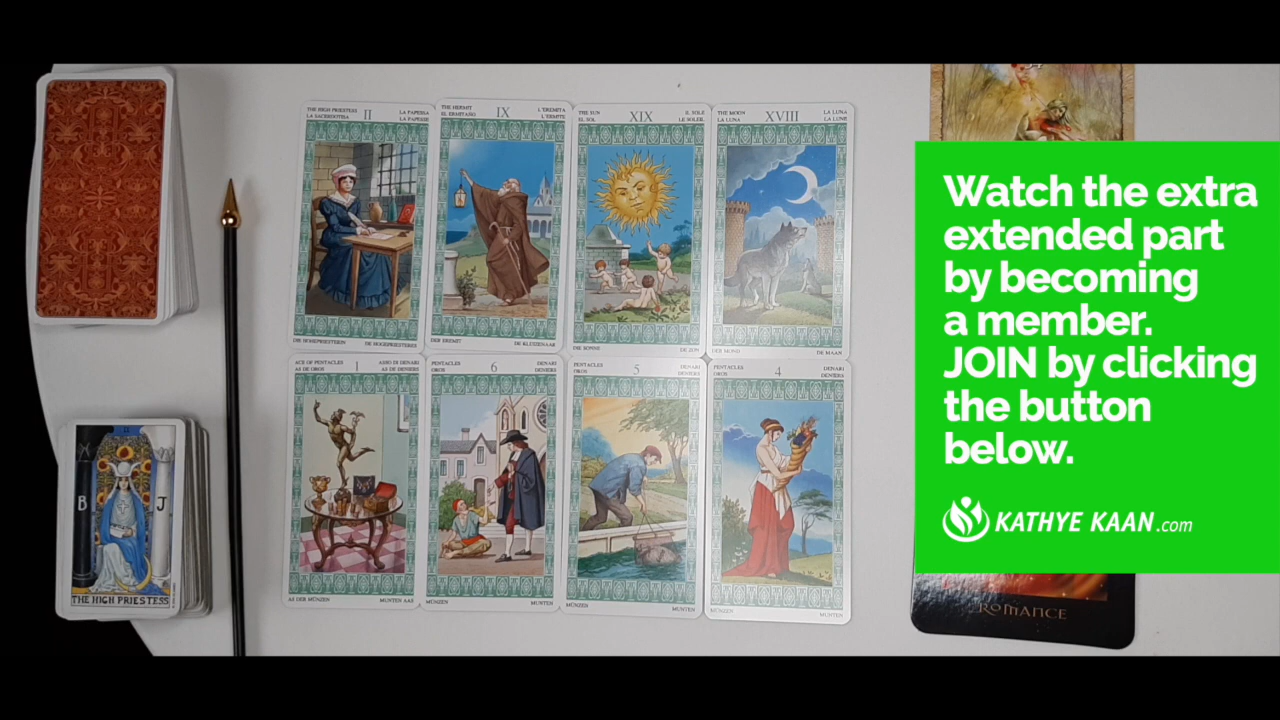 THE HIGH PRIESTESS
LA SACERDOTISA
II
LA PAPESSA
LA PAPESSE
DIE HOHEPRIESTERIN
DE HOGEPRIESTERES
THE HERMIT
EL ERMITAÑO
IX
L'EREMITA
L'ERMITE
DER EREMIT
DE KLUIZENAAR
THE SUN
EL SOL
XIX
IL SOLE
LE SOLEIL
DIE SONNE
DE ZON
THE MOON
LA LUNA
XVIII
LA LUNA
LA LUNE
DER MOND
DE MAAN
ACE OF PENTACLES
AS DE OROS
1
ASSO DI DENARI
AS DE DENIERS
AS DER MÜNZEN
MUNTEN AAS
PENTACLES
OROS
6
DENARI
DENIERS
MÜNZEN
MUNTEN
PENTACLES
OROS
5
DENARI
DENIERS
MÜNZEN
MUNTEN
PENTACLES
OROS
4
DENARI
DENIERS
MÜNZEN
MUNTEN
B
J
THE HIGH PRIESTESS
Watch the extra
extended part
by becoming
a member.
JOIN by clicking
the button
below.
KATHYE KAAN.com
ROMANCE